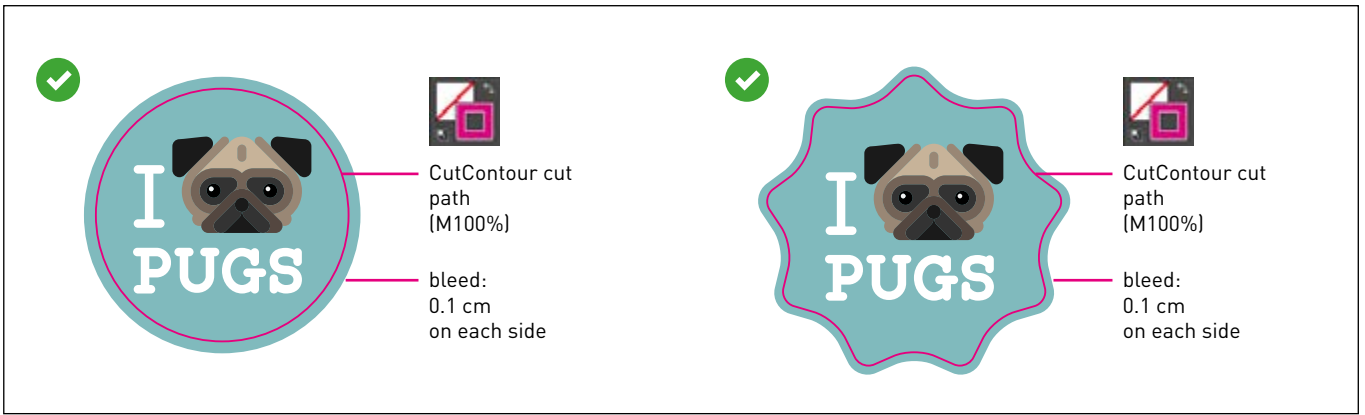 I
PUGS
CutContour cut
path
(M100%)
bleed:
0.1 cm
on each side
I
PUGS
CutContour cut
path
(M100%)
bleed:
0.1 cm
on each side